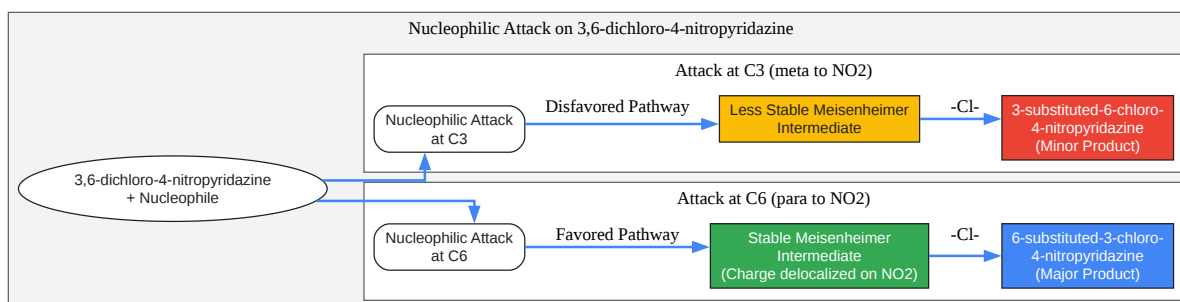 Nucleophilic Attack on 3,6-dichloro-4-nitropyridazine
Attack at C3 (meta to NO2)
Nucleophilic Attack
at C3
Disfavored Pathway
Less Stable Meisenheimer
Intermediate
-Cl-
3-substituted-6-chloro-
4-nitropyridazine
(Minor Product)
3,6-dichloro-4-nitropyridazine
+ Nucleophile
Attack at C6 (para to NO2)
Nucleophilic Attack
at C6
Favored Pathway
Stable Meisenheimer
Intermediate
(Charge delocalized on NO2)
-Cl-
6-substituted-3-chloro-
4-nitropyridazine
(Major Product)